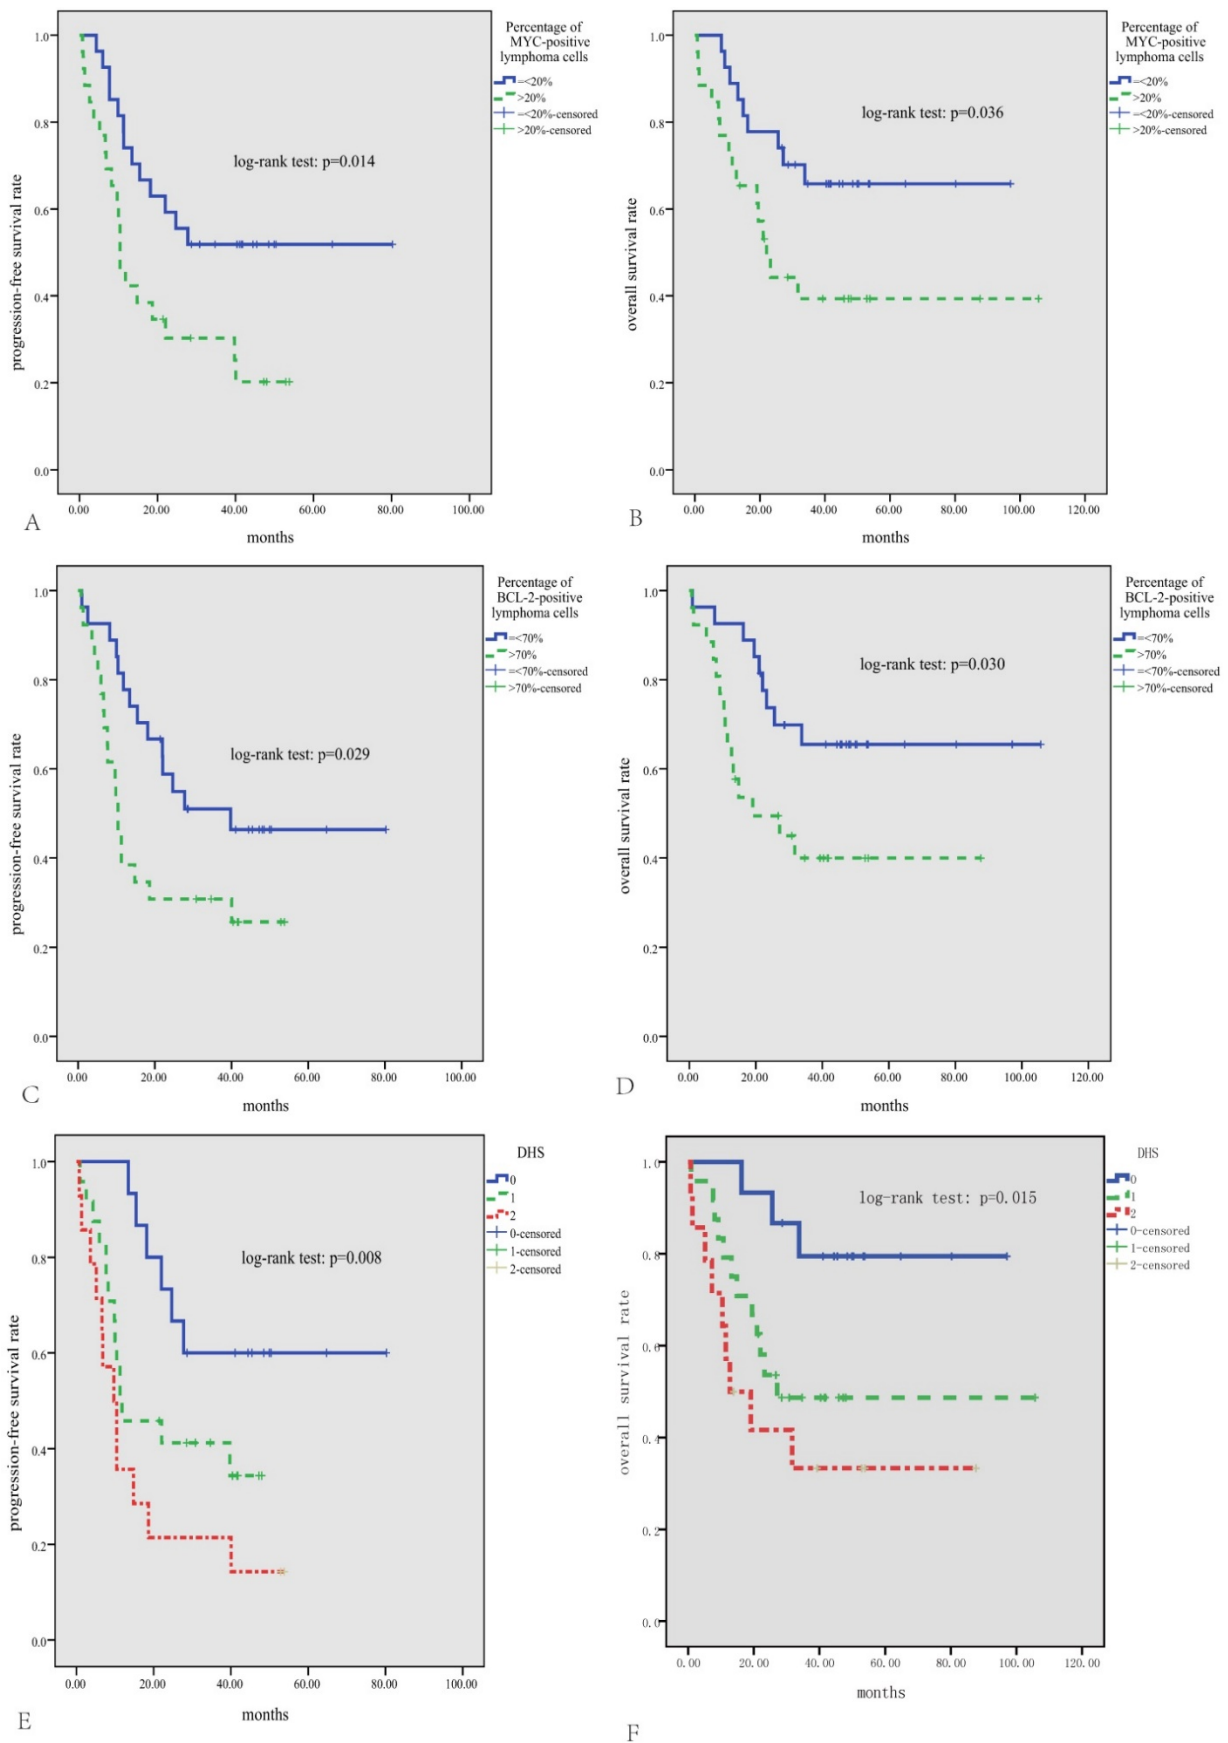 Percentage of
MYC-positive
lymphoma cells
=<20%
>20%
=<20%-censored
>20%-censored
log-rank test: p=0.014
progression-free survival rate
1.0
0.8
0.6
0.4
0.2
0.0
0.00 20.00 40.00 60.00 80.00 100.00
months
A
Percentage of
MYC-positive
lymphoma cells
=<20%
>20%
=<20%-censored
>20%-censored
log-rank test: p=0.036
overall survival rate
1.0
0.8
0.6
0.4
0.2
0.0
0.00 20.00 40.00 60.00 80.00 100.00 120.00
months
B
Percentage of
BCL-2-positive
lymphoma cells
=<70%
>70%
=<70%-censored
>70%-censored
log-rank test: p=0.029
progression-free survival rate
1.0
0.8
0.6
0.4
0.2
0.0
0.00 20.00 40.00 60.00 80.00 100.00
months
C
Percentage of
BCL-2-positive
lymphoma cells
=<70%
>70%
=<70%-censored
>70%-censored
log-rank test: p=0.030
overall survival rate
1.0
0.8
0.6
0.4
0.2
0.0
0.00 20.00 40.00 60.00 80.00 100.00 120.00
months
D
DHS
0
1
2
0-censored
1-censored
2-censored
log-rank test: p=0.008
progression-free survival rate
1.0
0.8
0.6
0.4
0.2
0.0
0.00 20.00 40.00 60.00 80.00 100.00
months
E
DHS
0
1
2
0-censored
1-censored
2-censored
log-rank test: p=0.015
overall survival rate
1.0
0.8
0.6
0.4
0.2
0.0
0.00 20.00 40.00 60.00 80.00 100.00 120.00
months
F